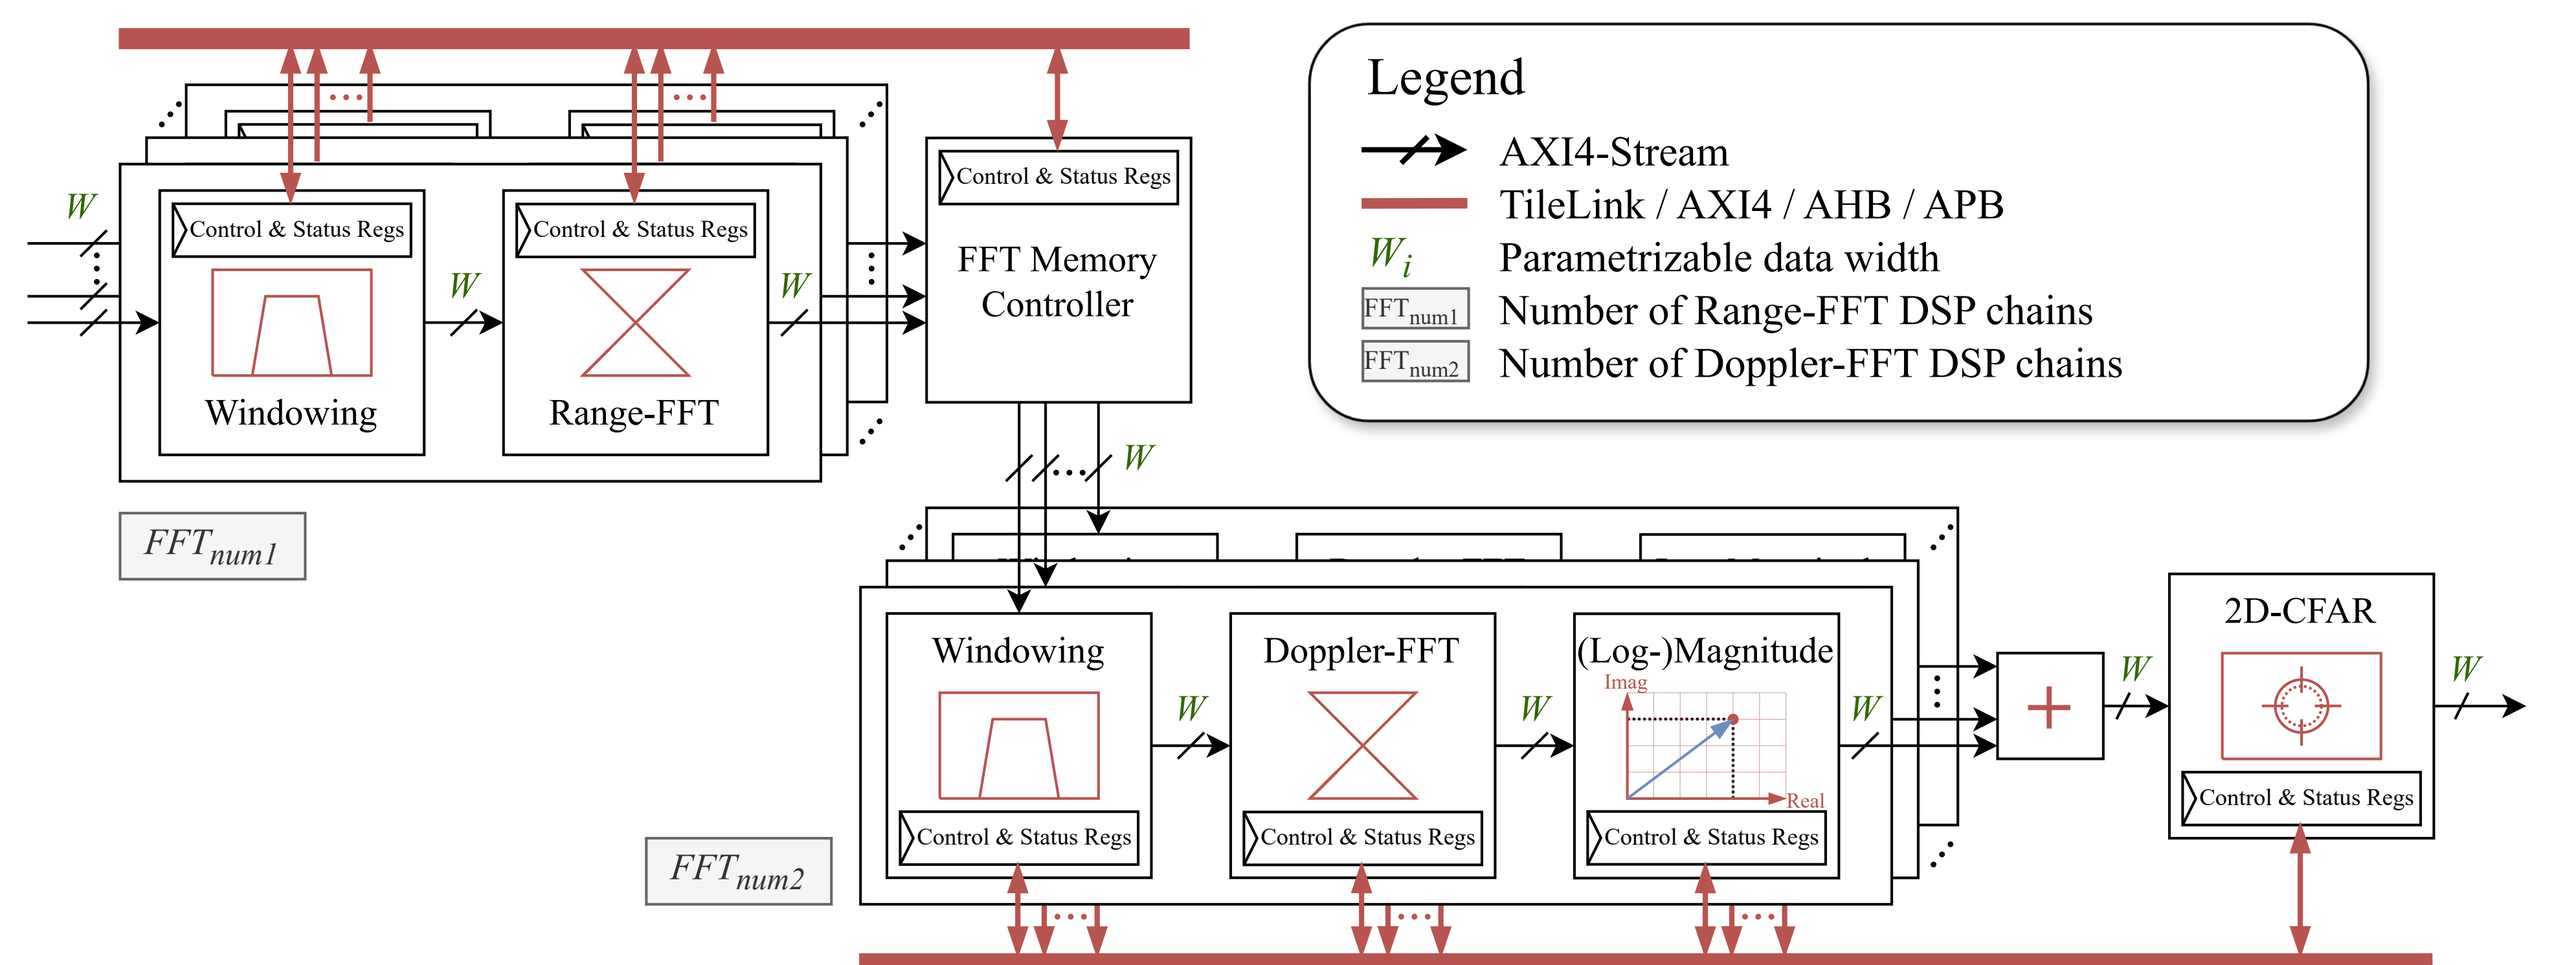 Legend
AXI4-Stream
TileLink / AXI4 / AHB / APB
W_i Parametrizable data width
FFT_num1 Number of Range-FFT DSP chains
FFT_num2 Number of Doppler-FFT DSP chains
W
Control & Status Regs
Windowing
W
Control & Status Regs
Range-FFT
W
Control & Status Regs
FFT Memory
Controller
FFT_num1
W
Windowing
Control & Status Regs
W
Doppler-FFT
Control & Status Regs
W
(Log-)Magnitude
Imag
Real
Control & Status Regs
W
+
W
2D-CFAR
Control & Status Regs
W
FFT_num2